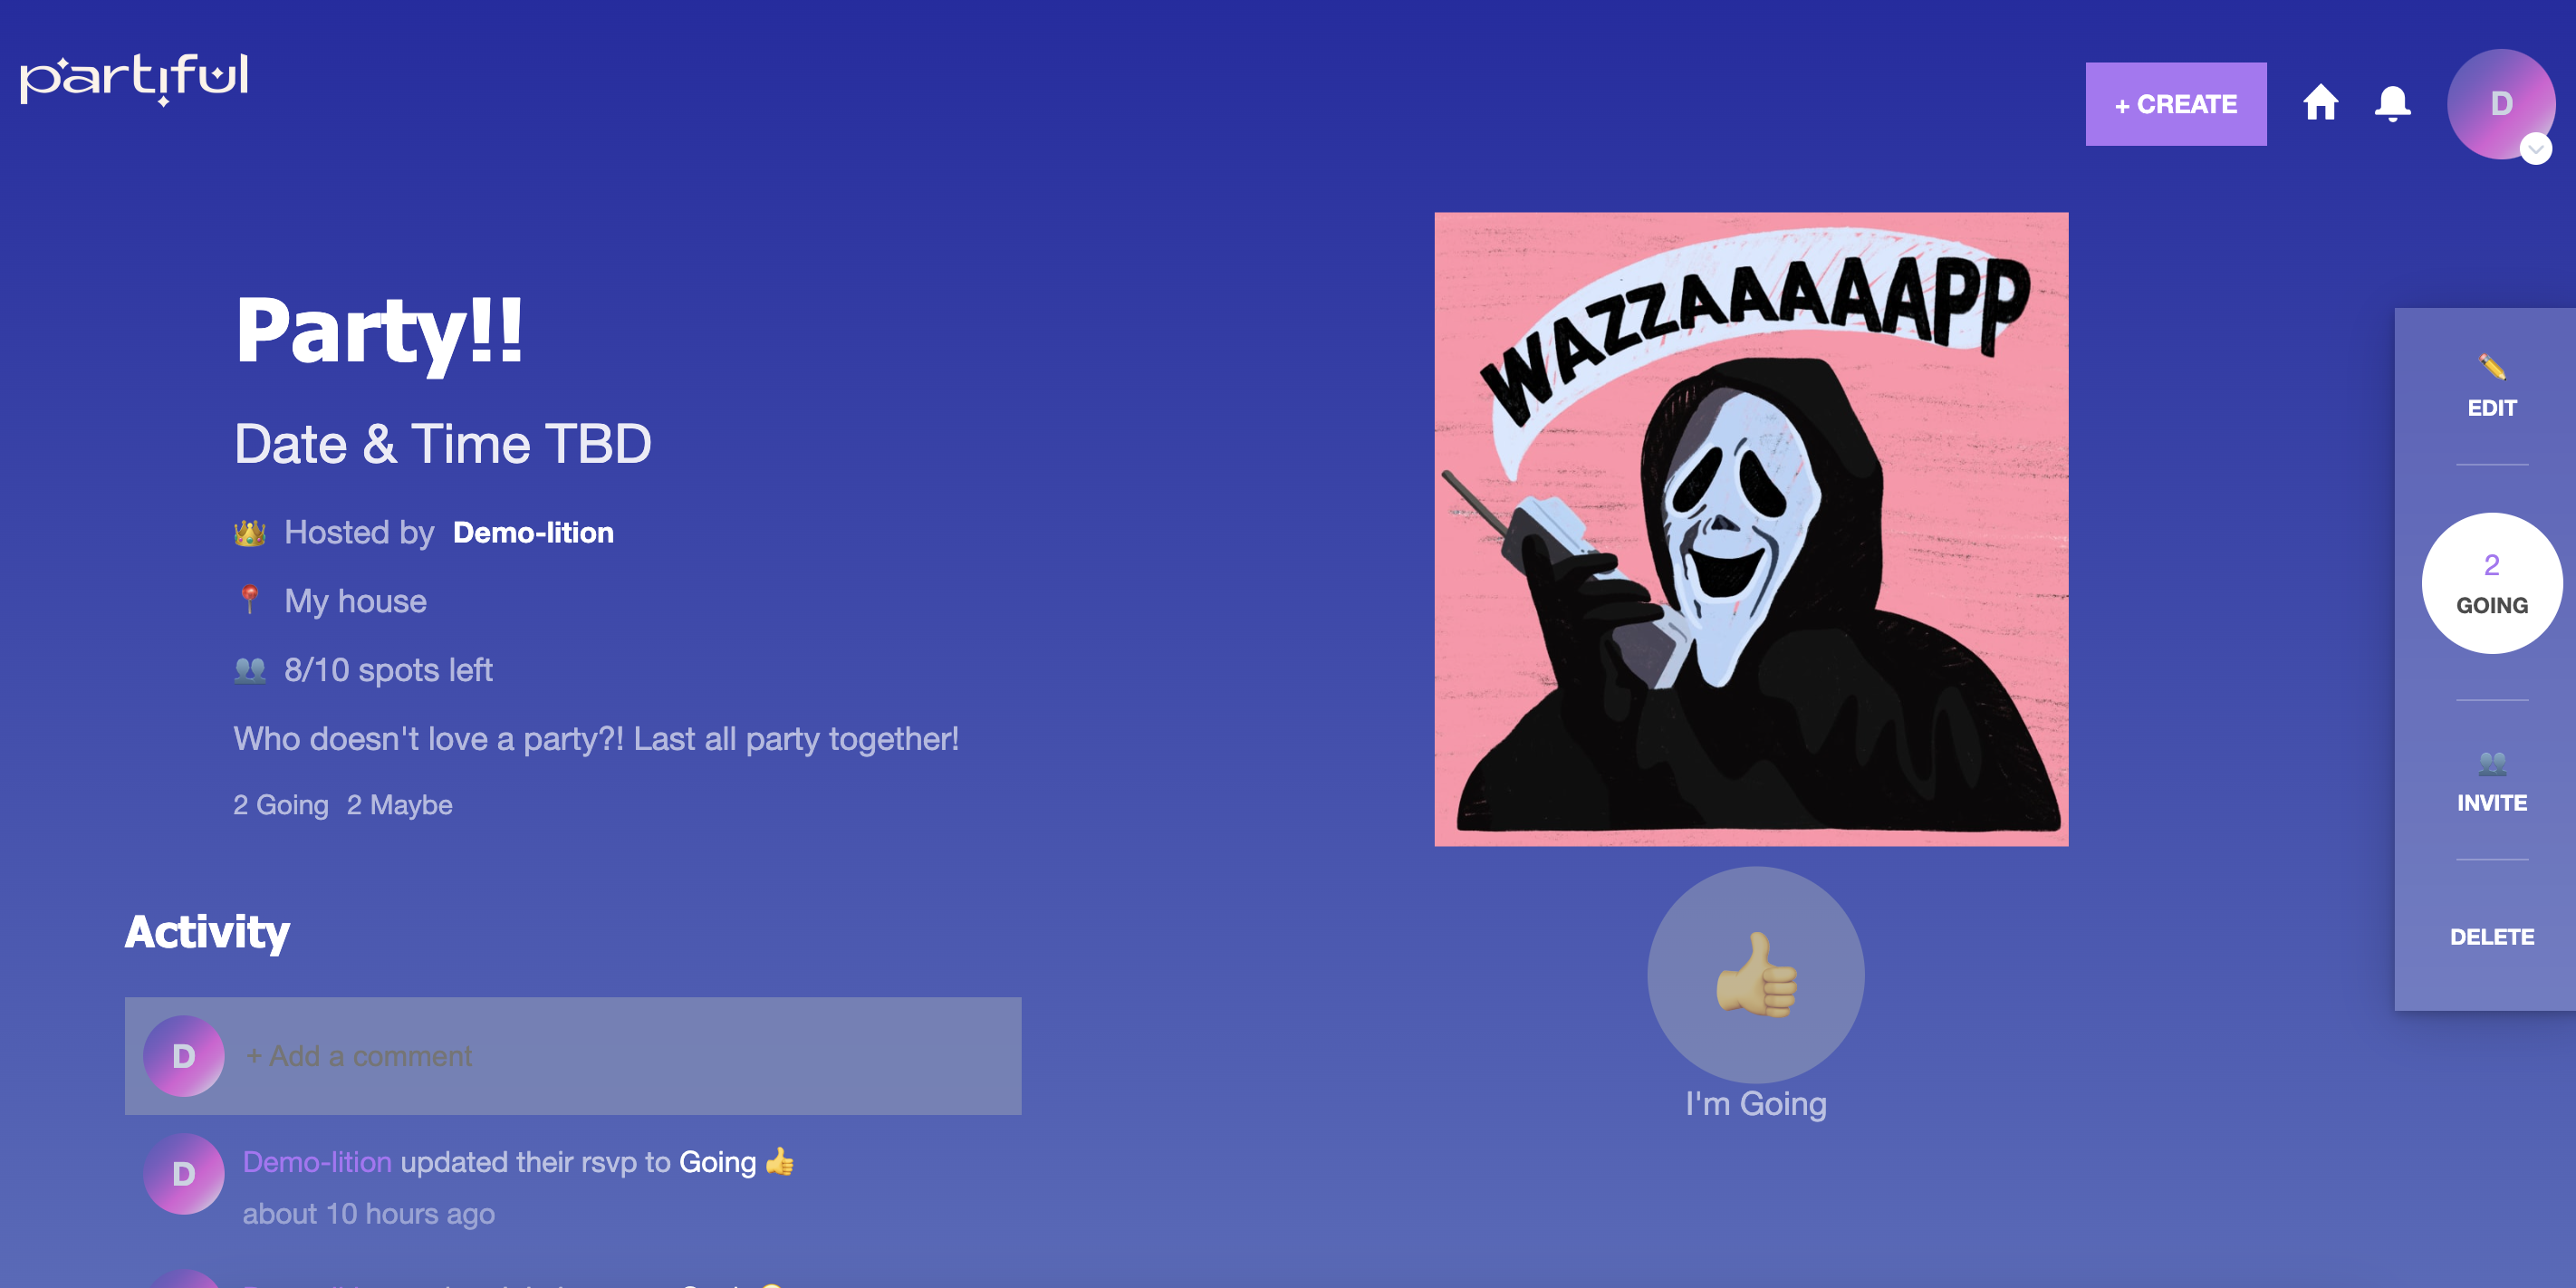 partiful
+ CREATE
D
Party!!
Date & Time TBD
Hosted by Demo-lition
My house
8/10 spots left
Who doesn't love a party?! Last all party together!
2 Going 2 Maybe
WAZZAAAAAAPP
I'm Going
EDIT
2
GOING
INVITE
DELETE
Activity
D
+ Add a comment
D
Demo-lition updated their rsvp to Going
about 10 hours ago